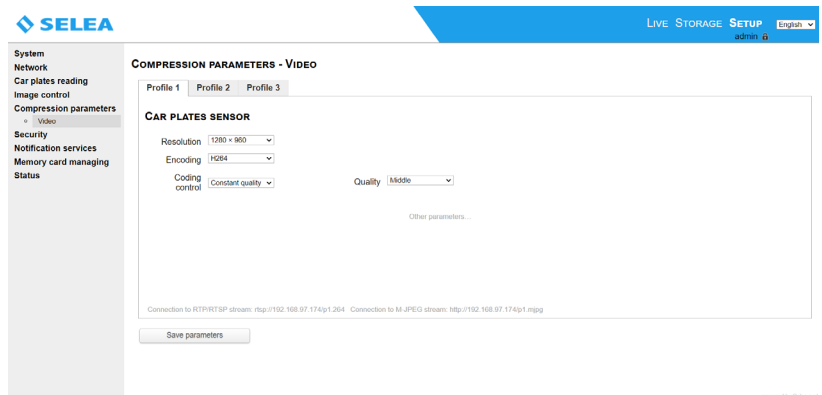 SELEA
LIVE STORAGE SETUP English
admin
System
Network
Car plates reading
Image control
Compression parameters
Video
Security
Notification services
Memory card managing
Status
COMPRESSION PARAMETERS - VIDEO
Profile 1 Profile 2 Profile 3
CAR PLATES SENSOR
Resolution 1280 × 960
Encoding H264
Coding control Constant quality Quality Middle
Other parameters...
Connection to RTP/RTSP stream: rtsp://192.168.97.174/p1.264 Connection to M-JPEG stream: http://192.168.97.174/p1.mjpg
Save parameters